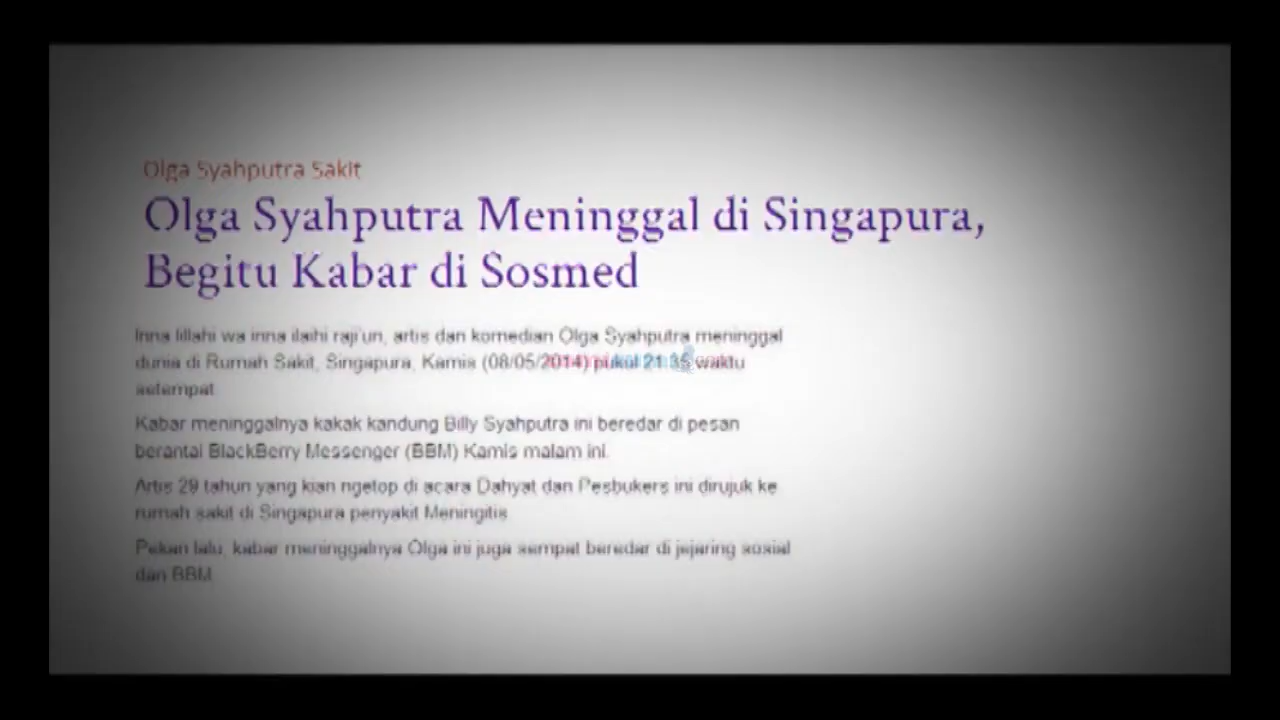 Olga Syahputra Sakit
Olga Syahputra Meninggal di Singapura,
Begitu Kabar di Sosmed
Inna lillahi wa inna ilaihi raji'un, artis dan komedian Olga Syahputra meninggal
dunia di Rumah Sakit, Singapura, Kamis (08/05/2014) pukul 21.35 waktu
setempat.
Kabar meninggalnya kakak kandung Billy Syahputra ini beredar di pesan
berantai BlackBerry Messenger (BBM) Kamis malam ini.
Artis 29 tahun yang kian ngetop di acara Dahyat dan Pesbukers ini dirujuk ke
rumah sakit di Singapura penyakit Meningitis
Pekan lalu, kabar meninggalnya Olga ini juga sempat beredar di jejaring sosial
dan BBM